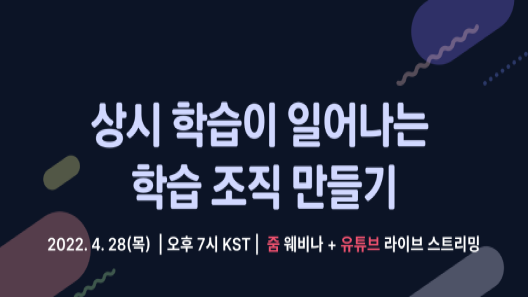 상시 학습이 일어나는
학습 조직 만들기
2022. 4. 28(목) | 오후 7시 KST | 줌 웨비나 + 유튜브 라이브 스트리밍